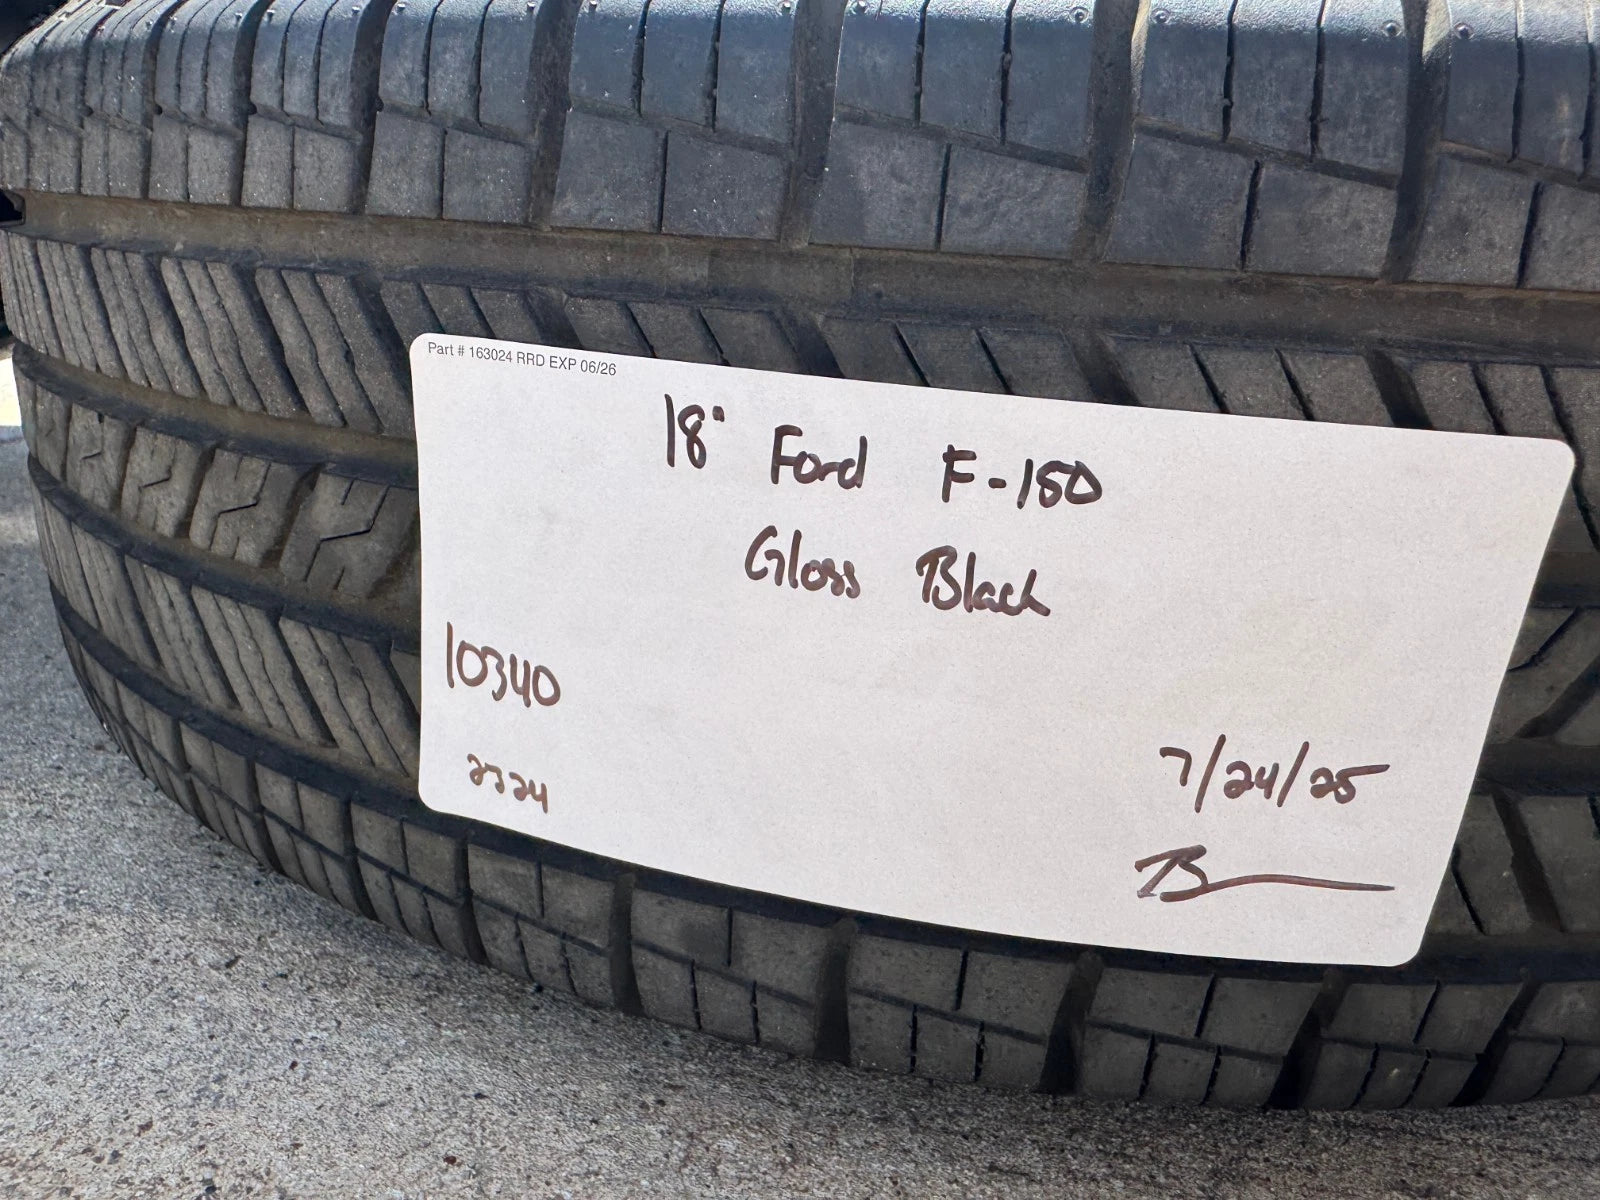 Part # 163024 RRD EXP 06/26
18" Ford F-150
Gloss Black
10340
2324
7/24/25
B